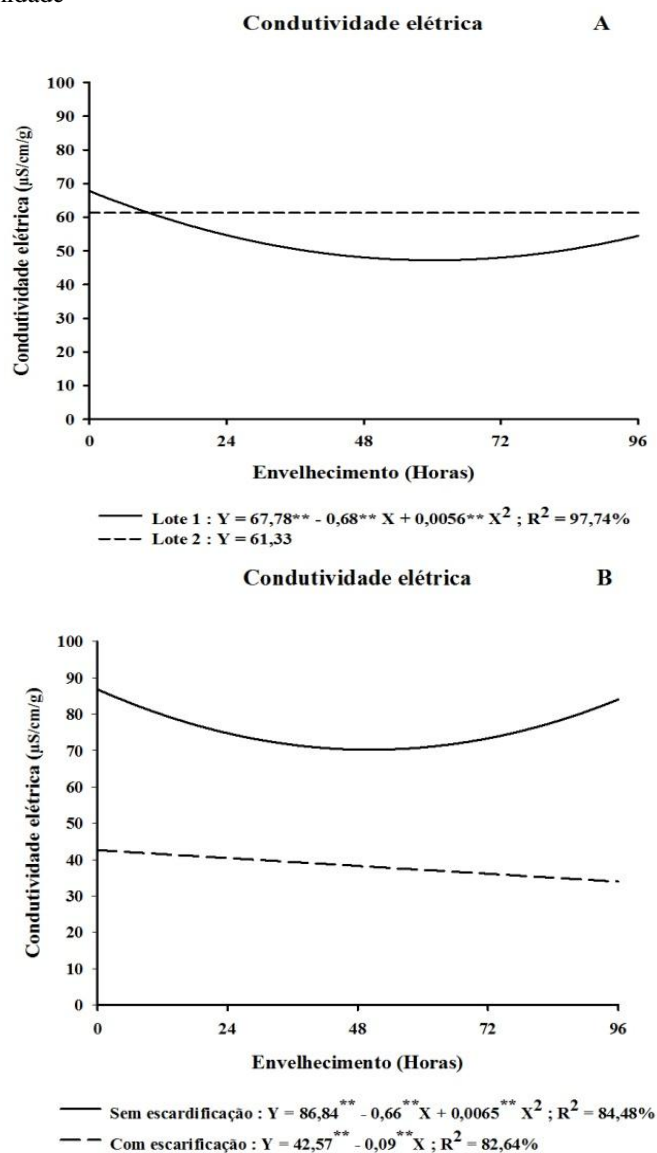 Condutividade elétrica A
Condutividade elétrica (µS/cm/g)
100
90
80
70
60
50
40
30
20
10
0
0 24 48 72 96
Envelhecimento (Horas)
Lote 1 : Y = 67,78** - 0,68** X + 0,0056** X² ; R² = 97,74%
Lote 2 : Y = 61,33
Condutividade elétrica B
Condutividade elétrica (µS/cm/g)
100
90
80
70
60
50
40
30
20
10
0
0 24 48 72 96
Envelhecimento (Horas)
Sem escardificação : Y = 86,84** - 0,66**X + 0,0065** X² ; R² = 84,48%
Com escarificação : Y = 42,57** - 0,09**X ; R² = 82,64%